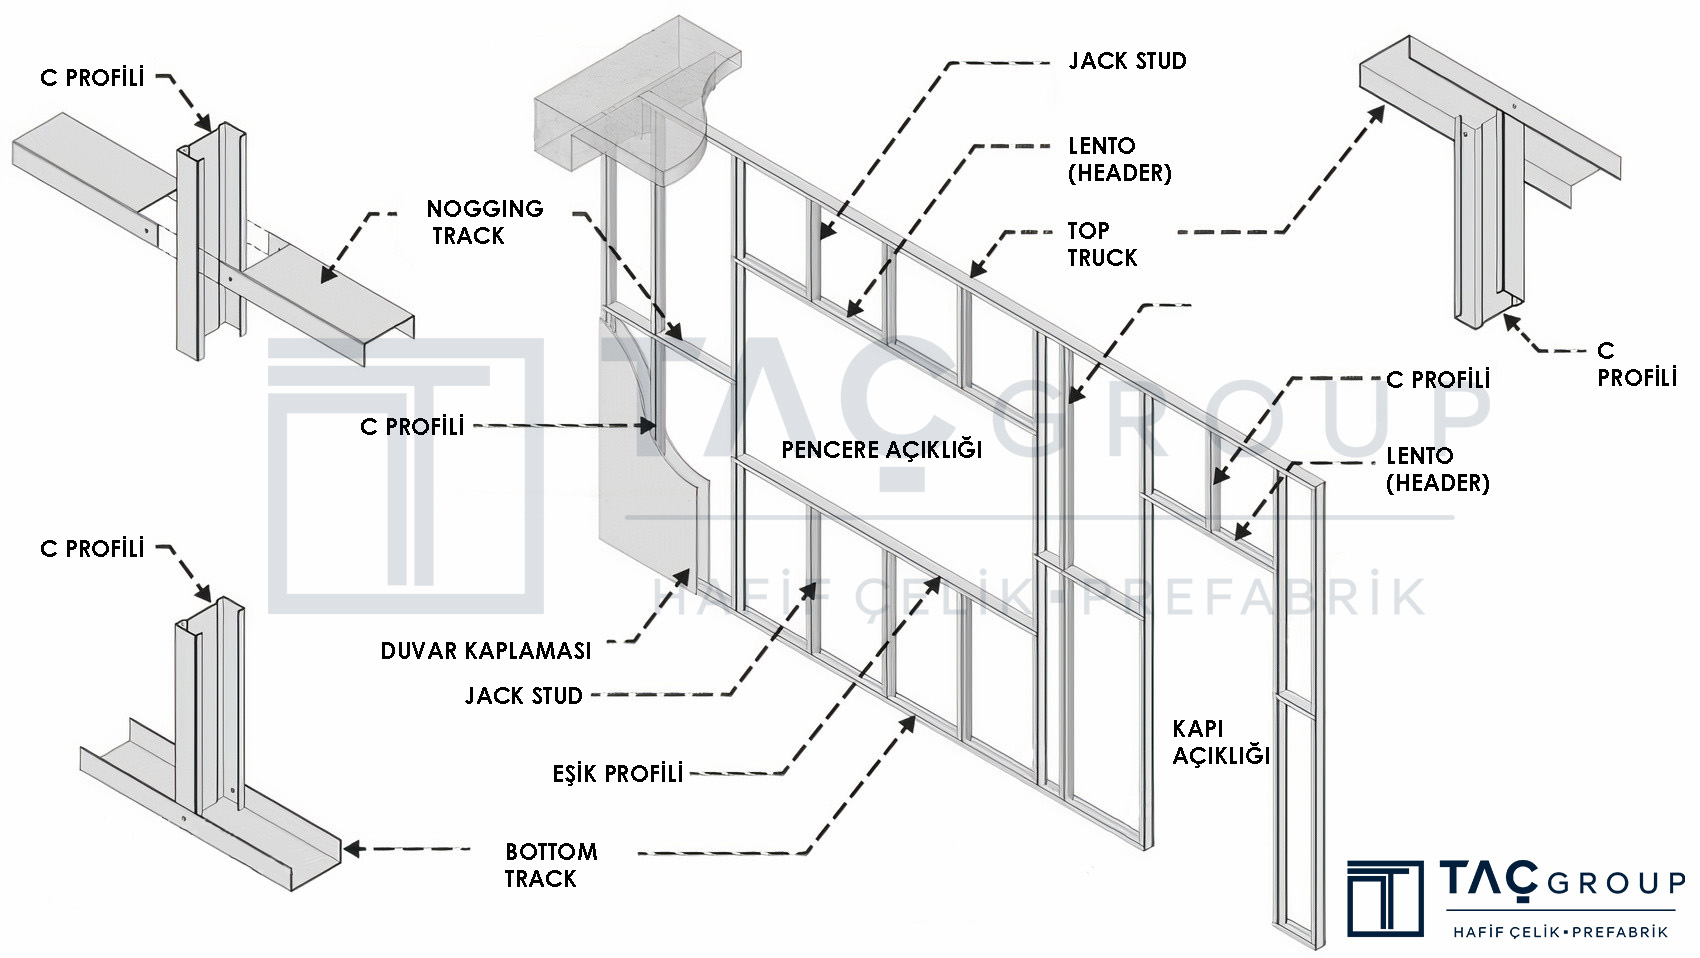 C PROFİLİ
JACK STUD
LENTO
(HEADER)
NOGGING
TRACK
TOP
TRUCK
C
PROFİLİ
C PROFİLİ
C PROFİLİ
PENCERE AÇIKLIĞI
LENTO
(HEADER)
C PROFİLİ
DUVAR KAPLAMASI
JACK STUD
KAPI
AÇIKLIĞI
EŞİK PROFİLİ
BOTTOM
TRACK
TAÇ GROUP
HAFİF ÇELİK • PREFABRİK
TAÇ GROUP
HAFİF ÇELİK • PREFABRİK